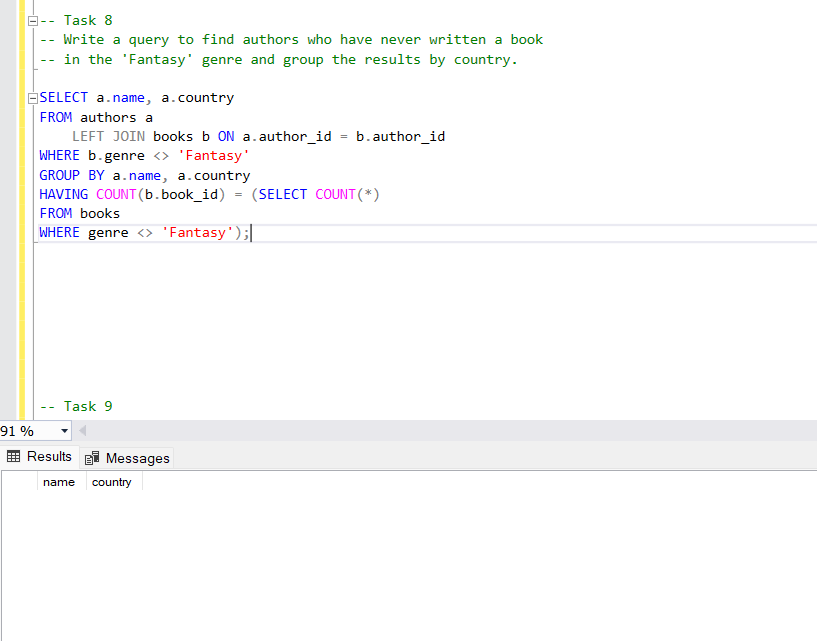 -- Task 8
-- Write a query to find authors who have never written a book
-- in the 'Fantasy' genre and group the results by country.
SELECT a.name, a.country
FROM authors a
    LEFT JOIN books b ON a.author_id = b.author_id
WHERE b.genre <> 'Fantasy'
GROUP BY a.name, a.country
HAVING COUNT(b.book_id) = (SELECT COUNT(*)
FROM books
WHERE genre <> 'Fantasy');
-- Task 9
91 %
Results Messages
name country